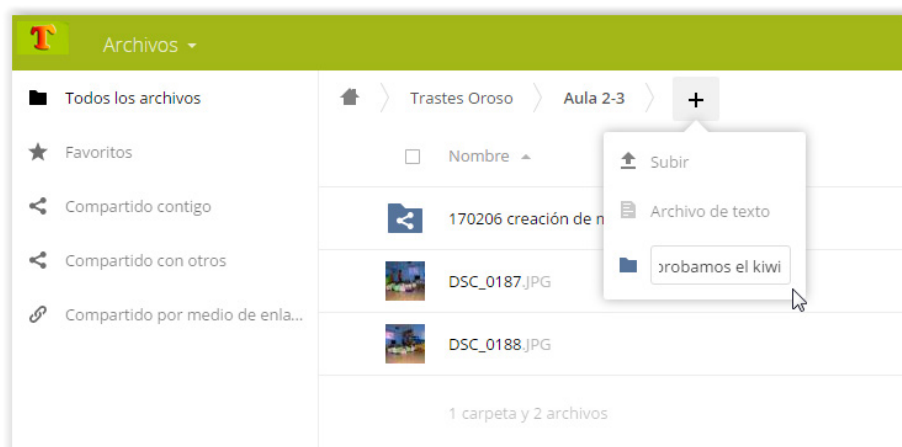 T
Archivos
Todos los archivos
Favoritos
Compartido contigo
Compartido con otros
Compartido por medio de enla...
Trastes Oroso
Aula 2-3
+
Nombre
170206 creación de
DSC_0187.JPG
DSC_0188.JPG
1 carpeta y 2 archivos
Subir
Archivo de texto
probamos el kiwi